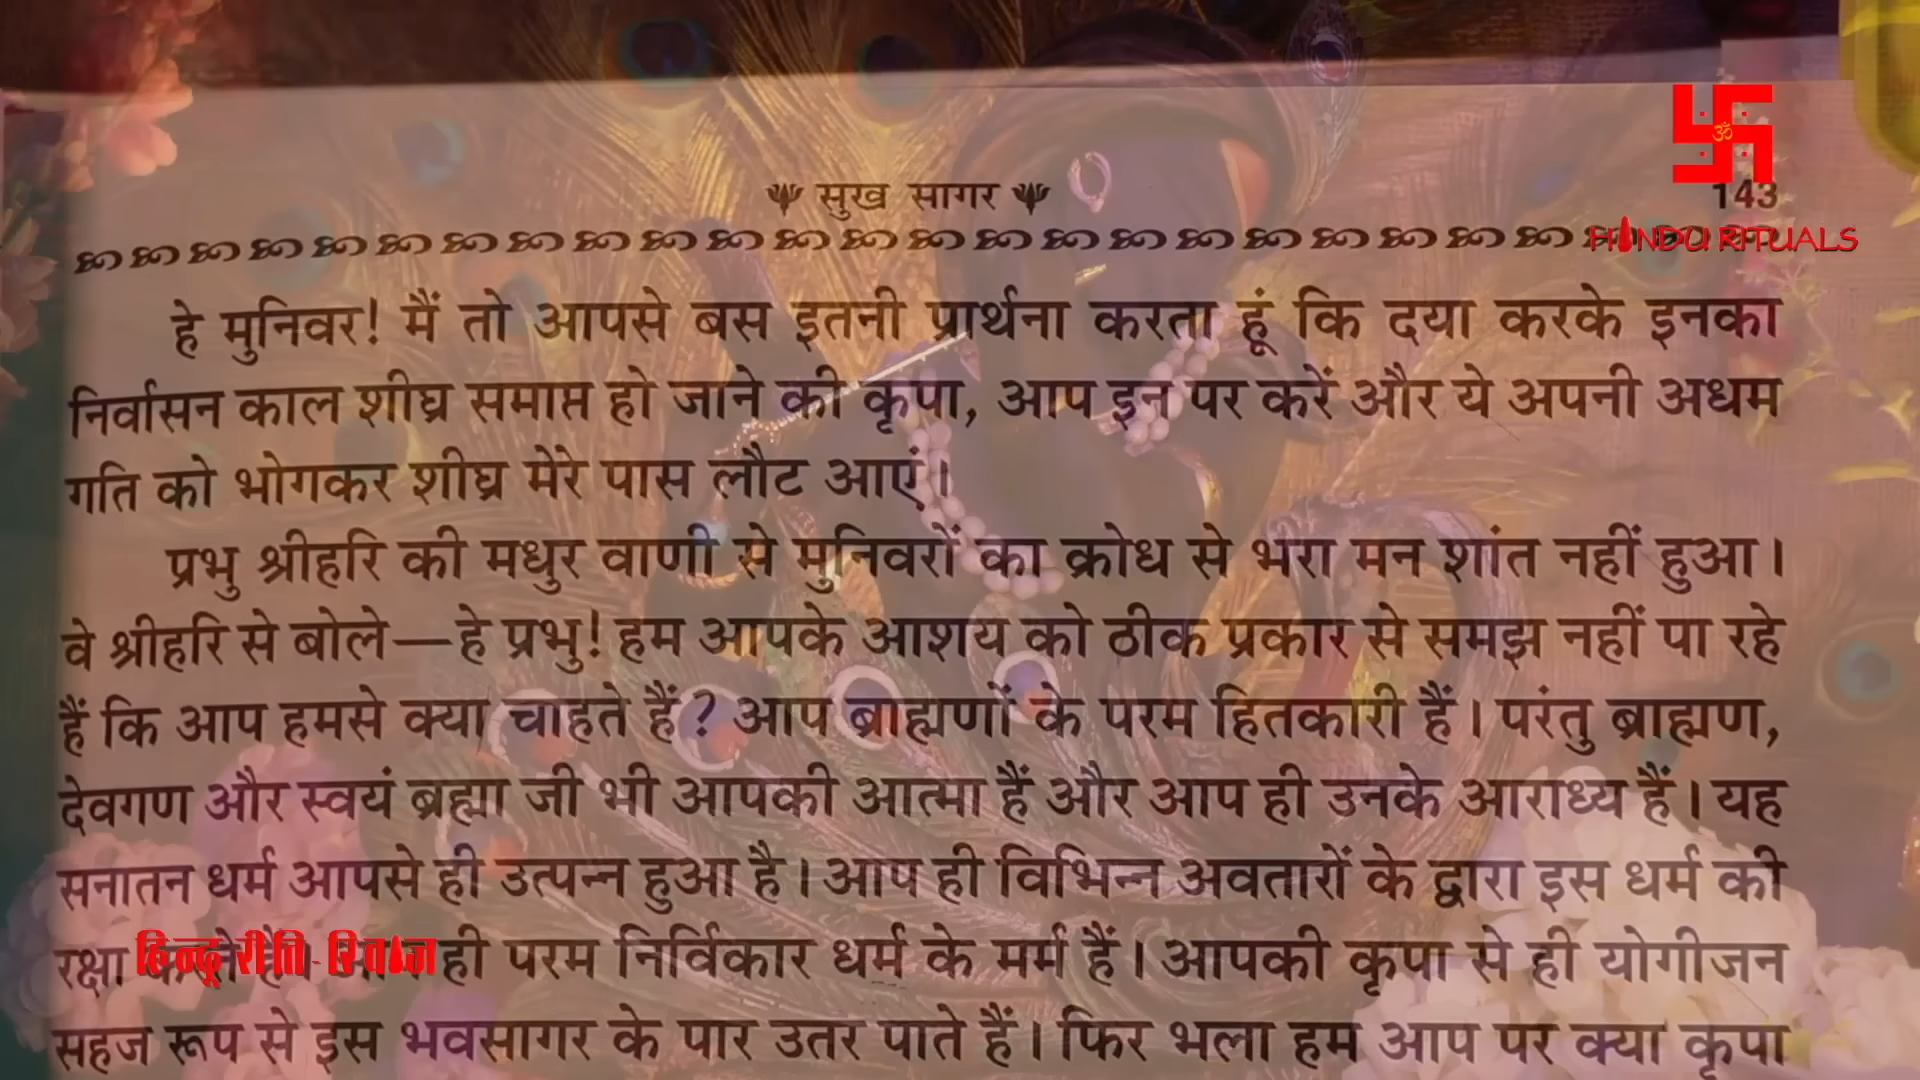 सुख सागर
143
HINDU RITUALS
हे मुनिवर! मैं तो आपसे बस इतनी प्रार्थना करता हूं कि दया करके इनका
निर्वासन काल शीघ्र समाप्त हो जाने की कृपा, आप इन पर करें और ये अपनी अधम
गति को भोगकर शीघ्र मेरे पास लौट आएं।
प्रभु श्रीहरि की मधुर वाणी से मुनिवरों का क्रोध से भरा मन शांत नहीं हुआ।
वे श्रीहरि से बोले—हे प्रभु! हम आपके आशय को ठीक प्रकार से समझ नहीं पा रहे
हैं कि आप हमसे क्या चाहते हैं? आप ब्राह्मणों के परम हितकारी हैं। परंतु ब्राह्मण,
देवगण और स्वयं ब्रह्मा जी भी आपकी आत्मा हैं और आप ही उनके आराध्य हैं। यह
सनातन धर्म आपसे ही उत्पन्न हुआ है। आप ही विभिन्न अवतारों के द्वारा इस धर्म की
रक्षा ही परम निर्विकार धर्म के मर्म हैं। आपकी कृपा से ही योगीजन
हिन्दू रीति-रिवाज़
सहज रूप से इस भवसागर के पार उतर पाते हैं। फिर भला हम आप पर क्या कृपा